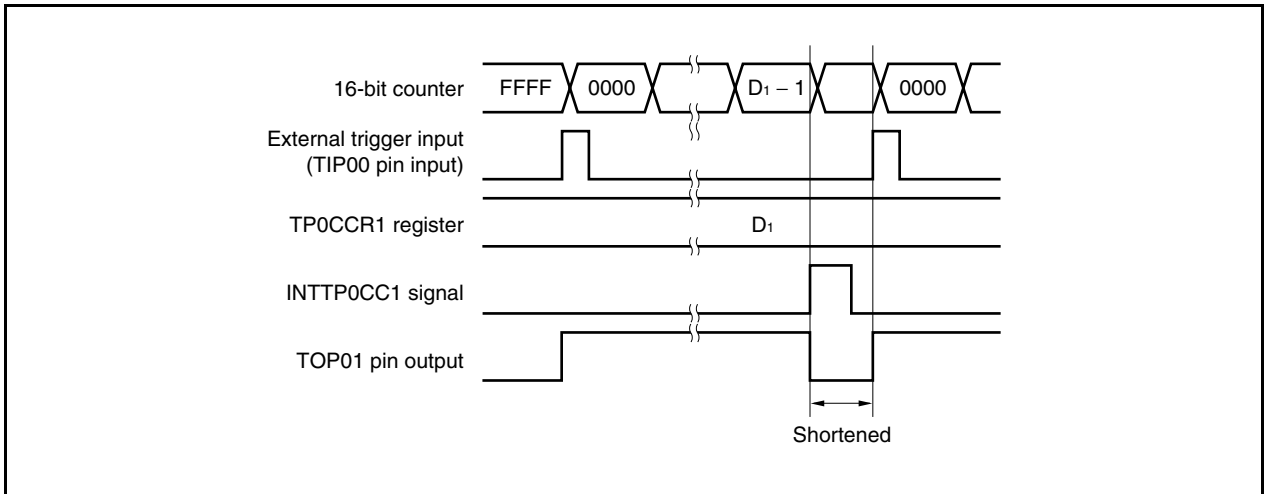 16-bit counter FFFF 0000 D1 – 1 0000
External trigger input
(TIP00 pin input)
TP0CCR1 register D1
INTTP0CC1 signal
TOP01 pin output
Shortened